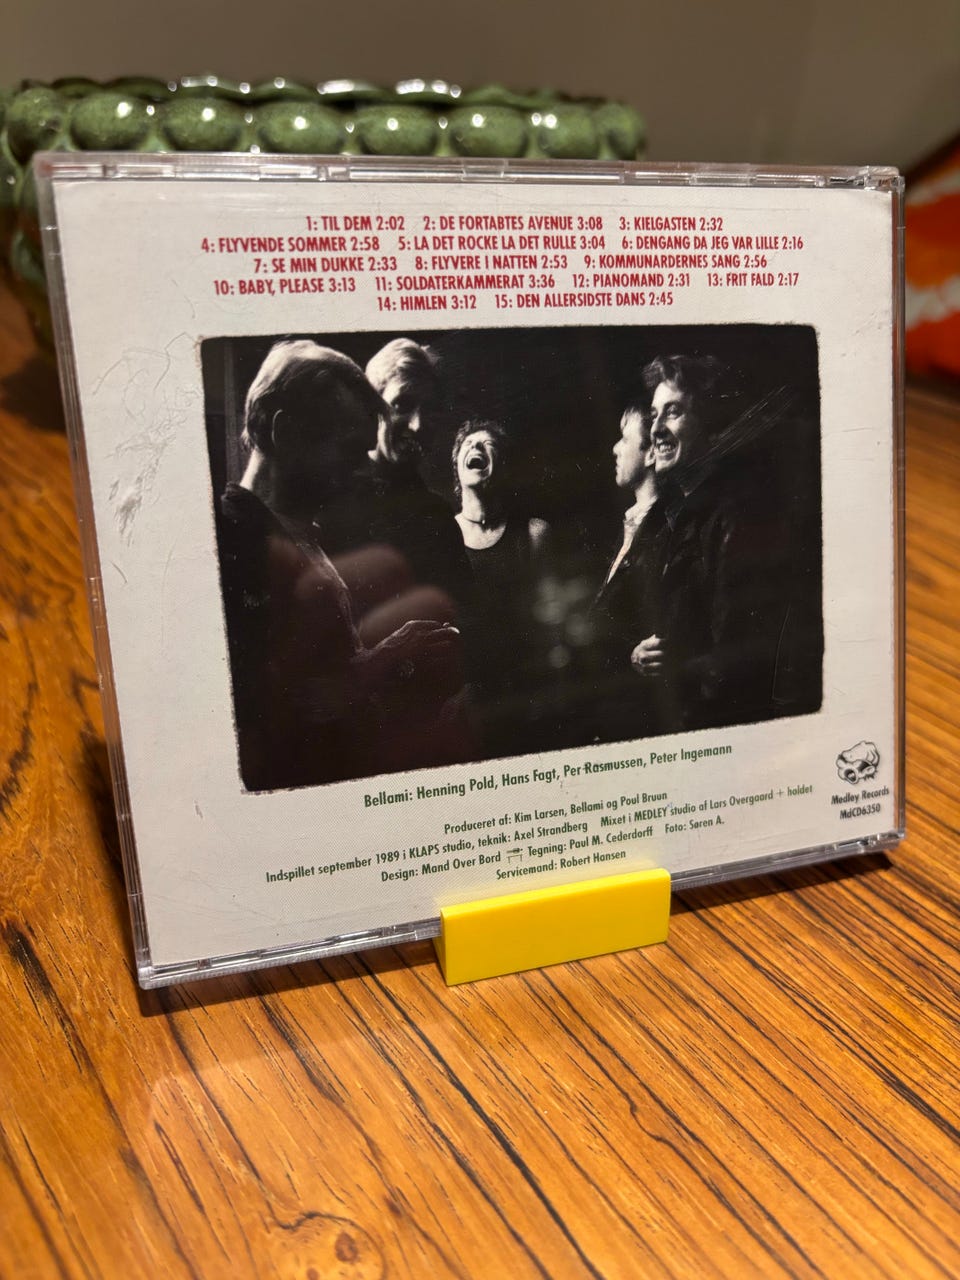 1: TIL DEM 2:02 2: DE FORTABTES AVENUE 3:08 3: KIELGASTEN 2:32
4: FLYVENDE SOMMER 2:58 5: LA DET ROCKE LA DET RULLE 3:04 6: DENGANG DA JEG VAR LILLE 2:16
7: SE MIN DUKKE 2:33 8: FLYVERE I NATTEN 2:53 9: KOMMUNARDERNES SANG 2:56
10: BABY, PLEASE 3:13 11: SOLDATERKAMMERAT 3:36 12: PIANOMAND 2:31 13: FRIT FALD 2:17
14: HIMLEN 3:12 15: DEN ALLERSIDSTE DANS 2:45
Bellami: Henning Pold, Hans Fagt, Per Rasmussen, Peter Ingemann
Produceret af: Kim Larsen, Bellami og Poul Bruun
Indspillet september 1989 i KLAPS studio, teknik: Axel Strandberg Mixet i MEDLEY studio af Lars Overgaard + holdet
Design: Mand Over Bord Tegning: Paul M. Cederdorff Foto: Søren A.
Servicemand: Robert Hansen
Medley Records
MdCD6350